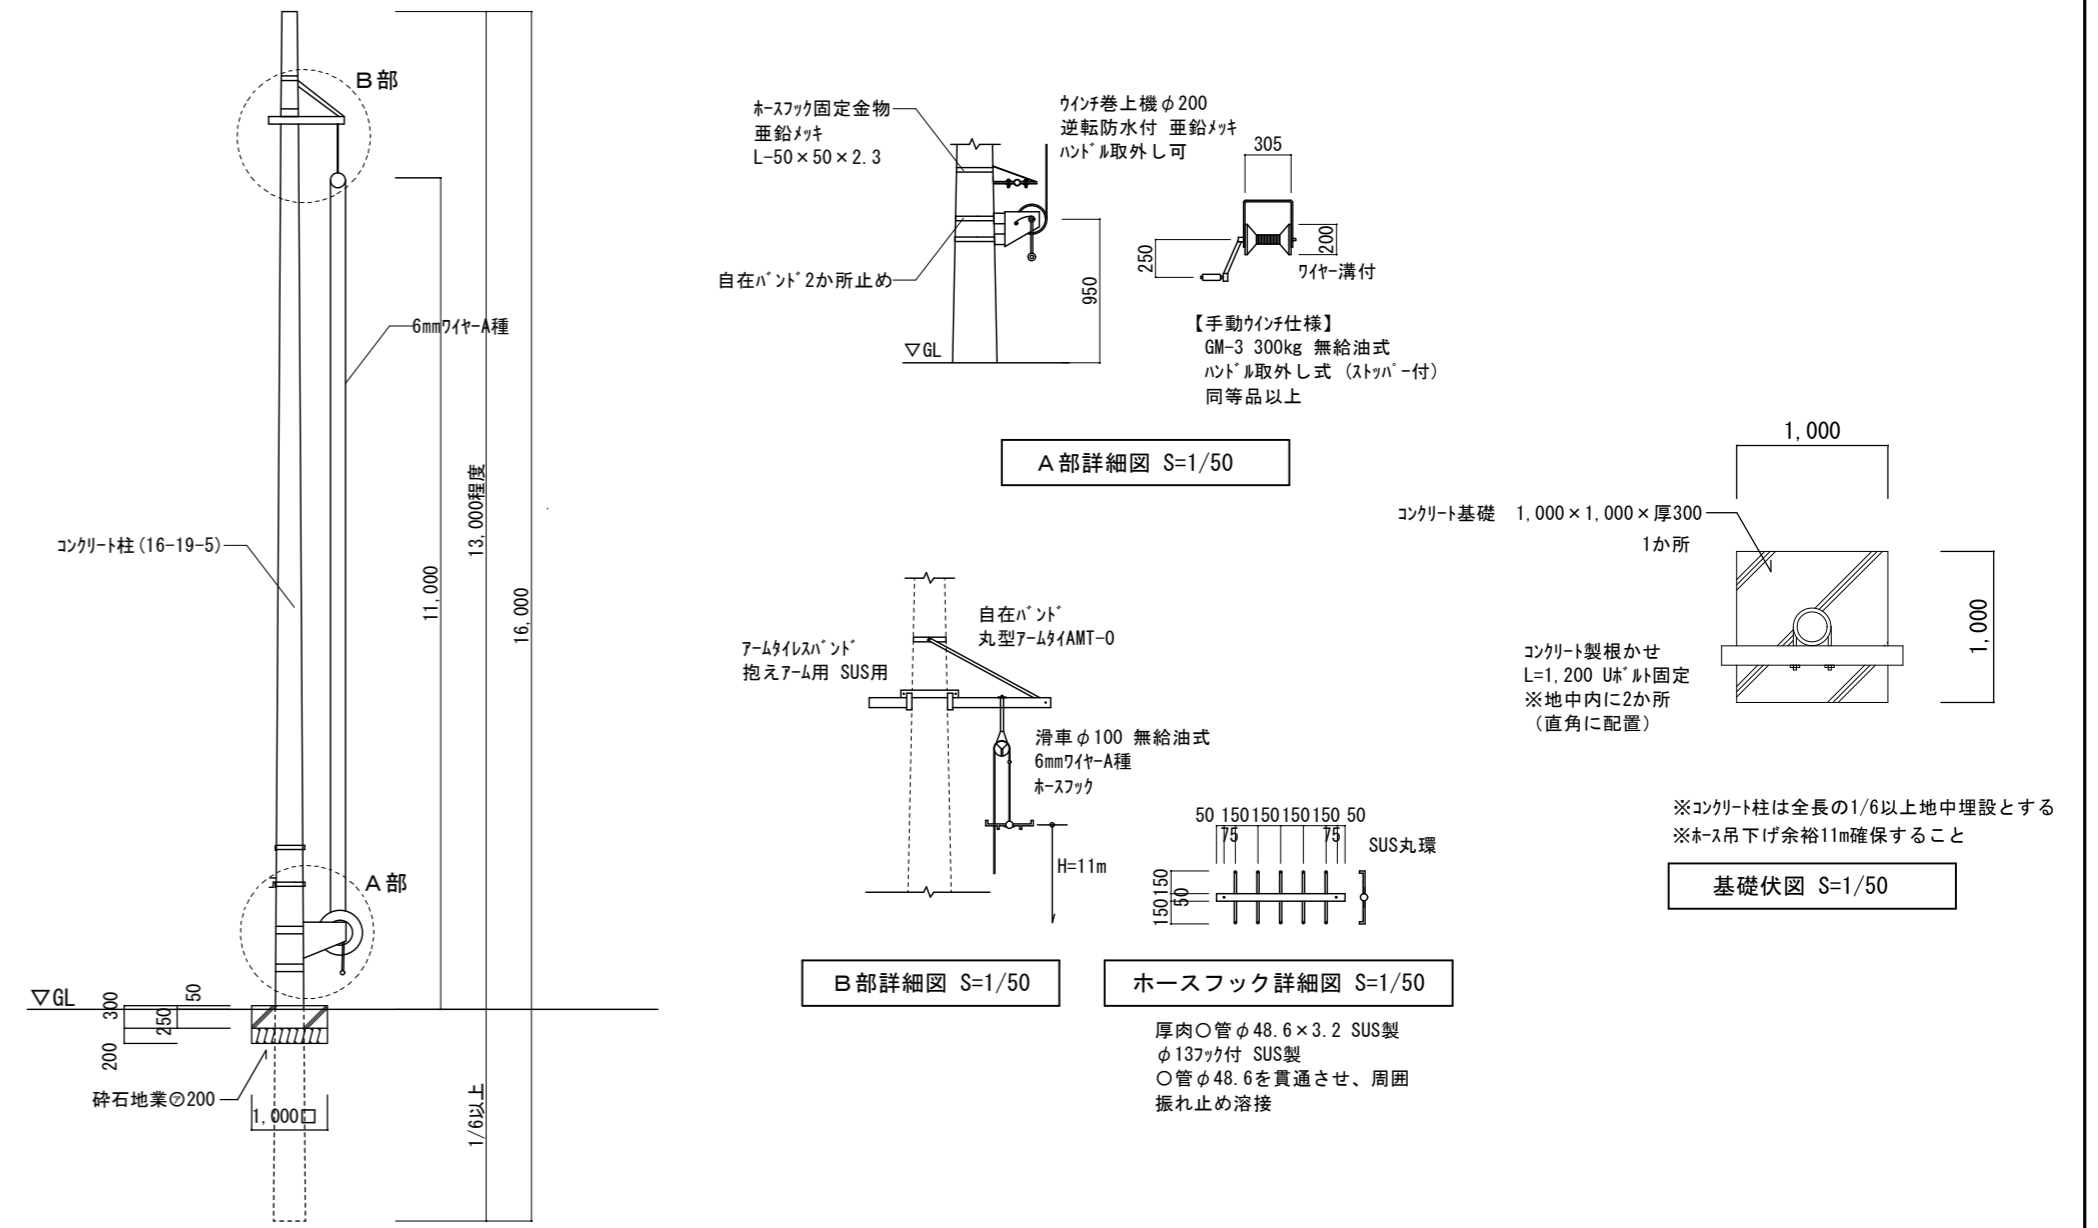 B部
6mmワイヤーA種
コンクリート柱(16-19-5)
11,000
13,000程度
16,000
A部
▽GL
300
50
250
200
砕石地業㋐200
1,000□
1/6以上
ホースフック固定金物
亜鉛メッキ
L-50×50×2.3
ウインチ巻上機φ200
逆転防水付 亜鉛メッキ
ハンドル取外し可
自在バンド2か所止め
950
▽GL
305
250
200
ワイヤー溝付
【手動ウインチ仕様】
GM-3 300kg 無給油式
ハンドル取外し式 (ストッパー付)
同等品以上
A部詳細図 S=1/50
アームタイレスバンド
抱えアーム用 SUS用
自在バンド
丸型アームタイAMT-0
滑車φ100 無給油式
6mmワイヤーA種
ホースフック
H=11m
B部詳細図 S=1/50
50 150 150 150 150 50
75 75
SUS丸環
150
50
150
ホースフック詳細図 S=1/50
厚肉〇管φ48.6×3.2 SUS製
φ13フック付 SUS製
〇管φ48.6を貫通させ、周囲
振れ止め溶接
1,000
コンクリート基礎 1,000×1,000×厚300
1か所
1,000
コンクリート製根かせ
L=1,200 Uボルト固定
※地中内に2か所
(直角に配置)
※コンクリート柱は全長の1/6以上地中埋設とする
※ホース吊下げ余裕11m確保すること
基礎伏図 S=1/50